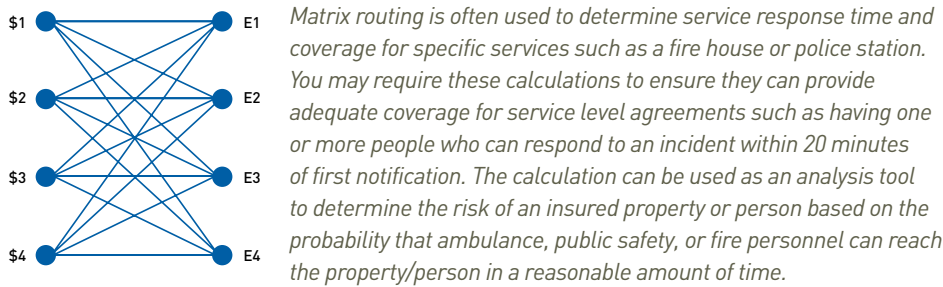 $1
E1
$2
E2
$3
E3
$4
E4
Matrix routing is often used to determine service response time and
coverage for specific services such as a fire house or police station.
You may require these calculations to ensure they can provide
adequate coverage for service level agreements such as having one
or more people who can respond to an incident within 20 minutes
of first notification. The calculation can be used as an analysis tool
to determine the risk of an insured property or person based on the
probability that ambulance, public safety, or fire personnel can reach
the property/person in a reasonable amount of time.